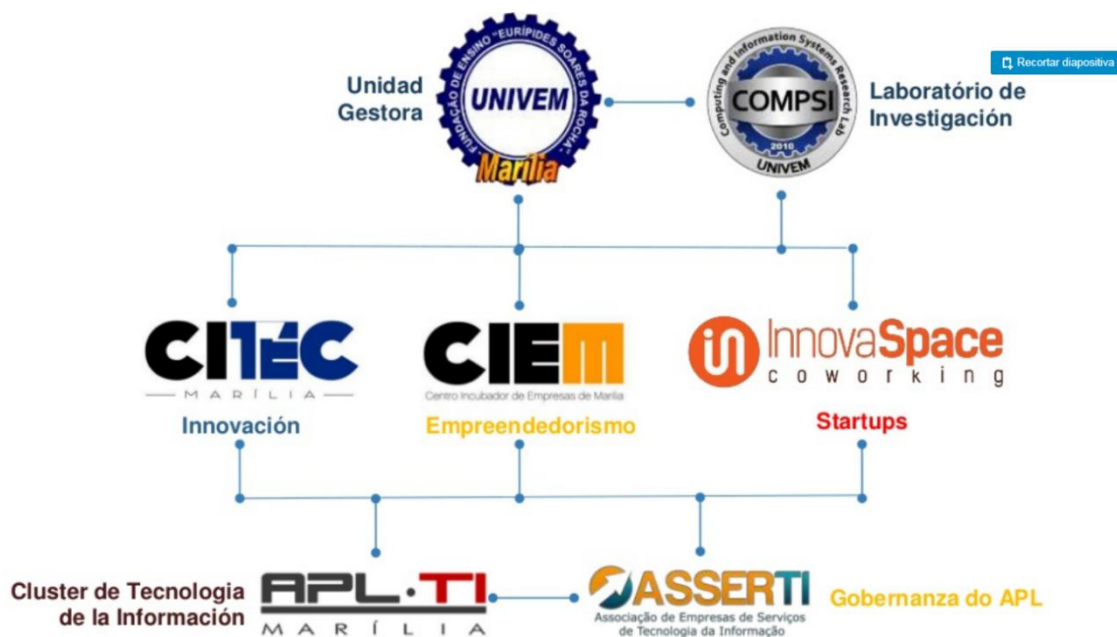 Recortar diapositiva
Unidad
Gestora
FUNDAÇÃO DE ENSINO "EURÍPIDES SOARES DA ROCHA"
UNIVEM
Marília
Computing and Information Systems Research Lab
COMPSI
2010
UNIVEM
Laboratório de
Investigación
CITEC
MARÍLIA
Innovación
CIEM
Centro Incubador de Empresas de Marília
Empreendedorismo
in
InnovaSpace
coworking
Startups
Cluster de Tecnologia
de la Información
APL·TI
MARÍLIA
ASSERTI
Associação de Empresas de Serviços
de Tecnologia da Informação
Gobernanza do APL